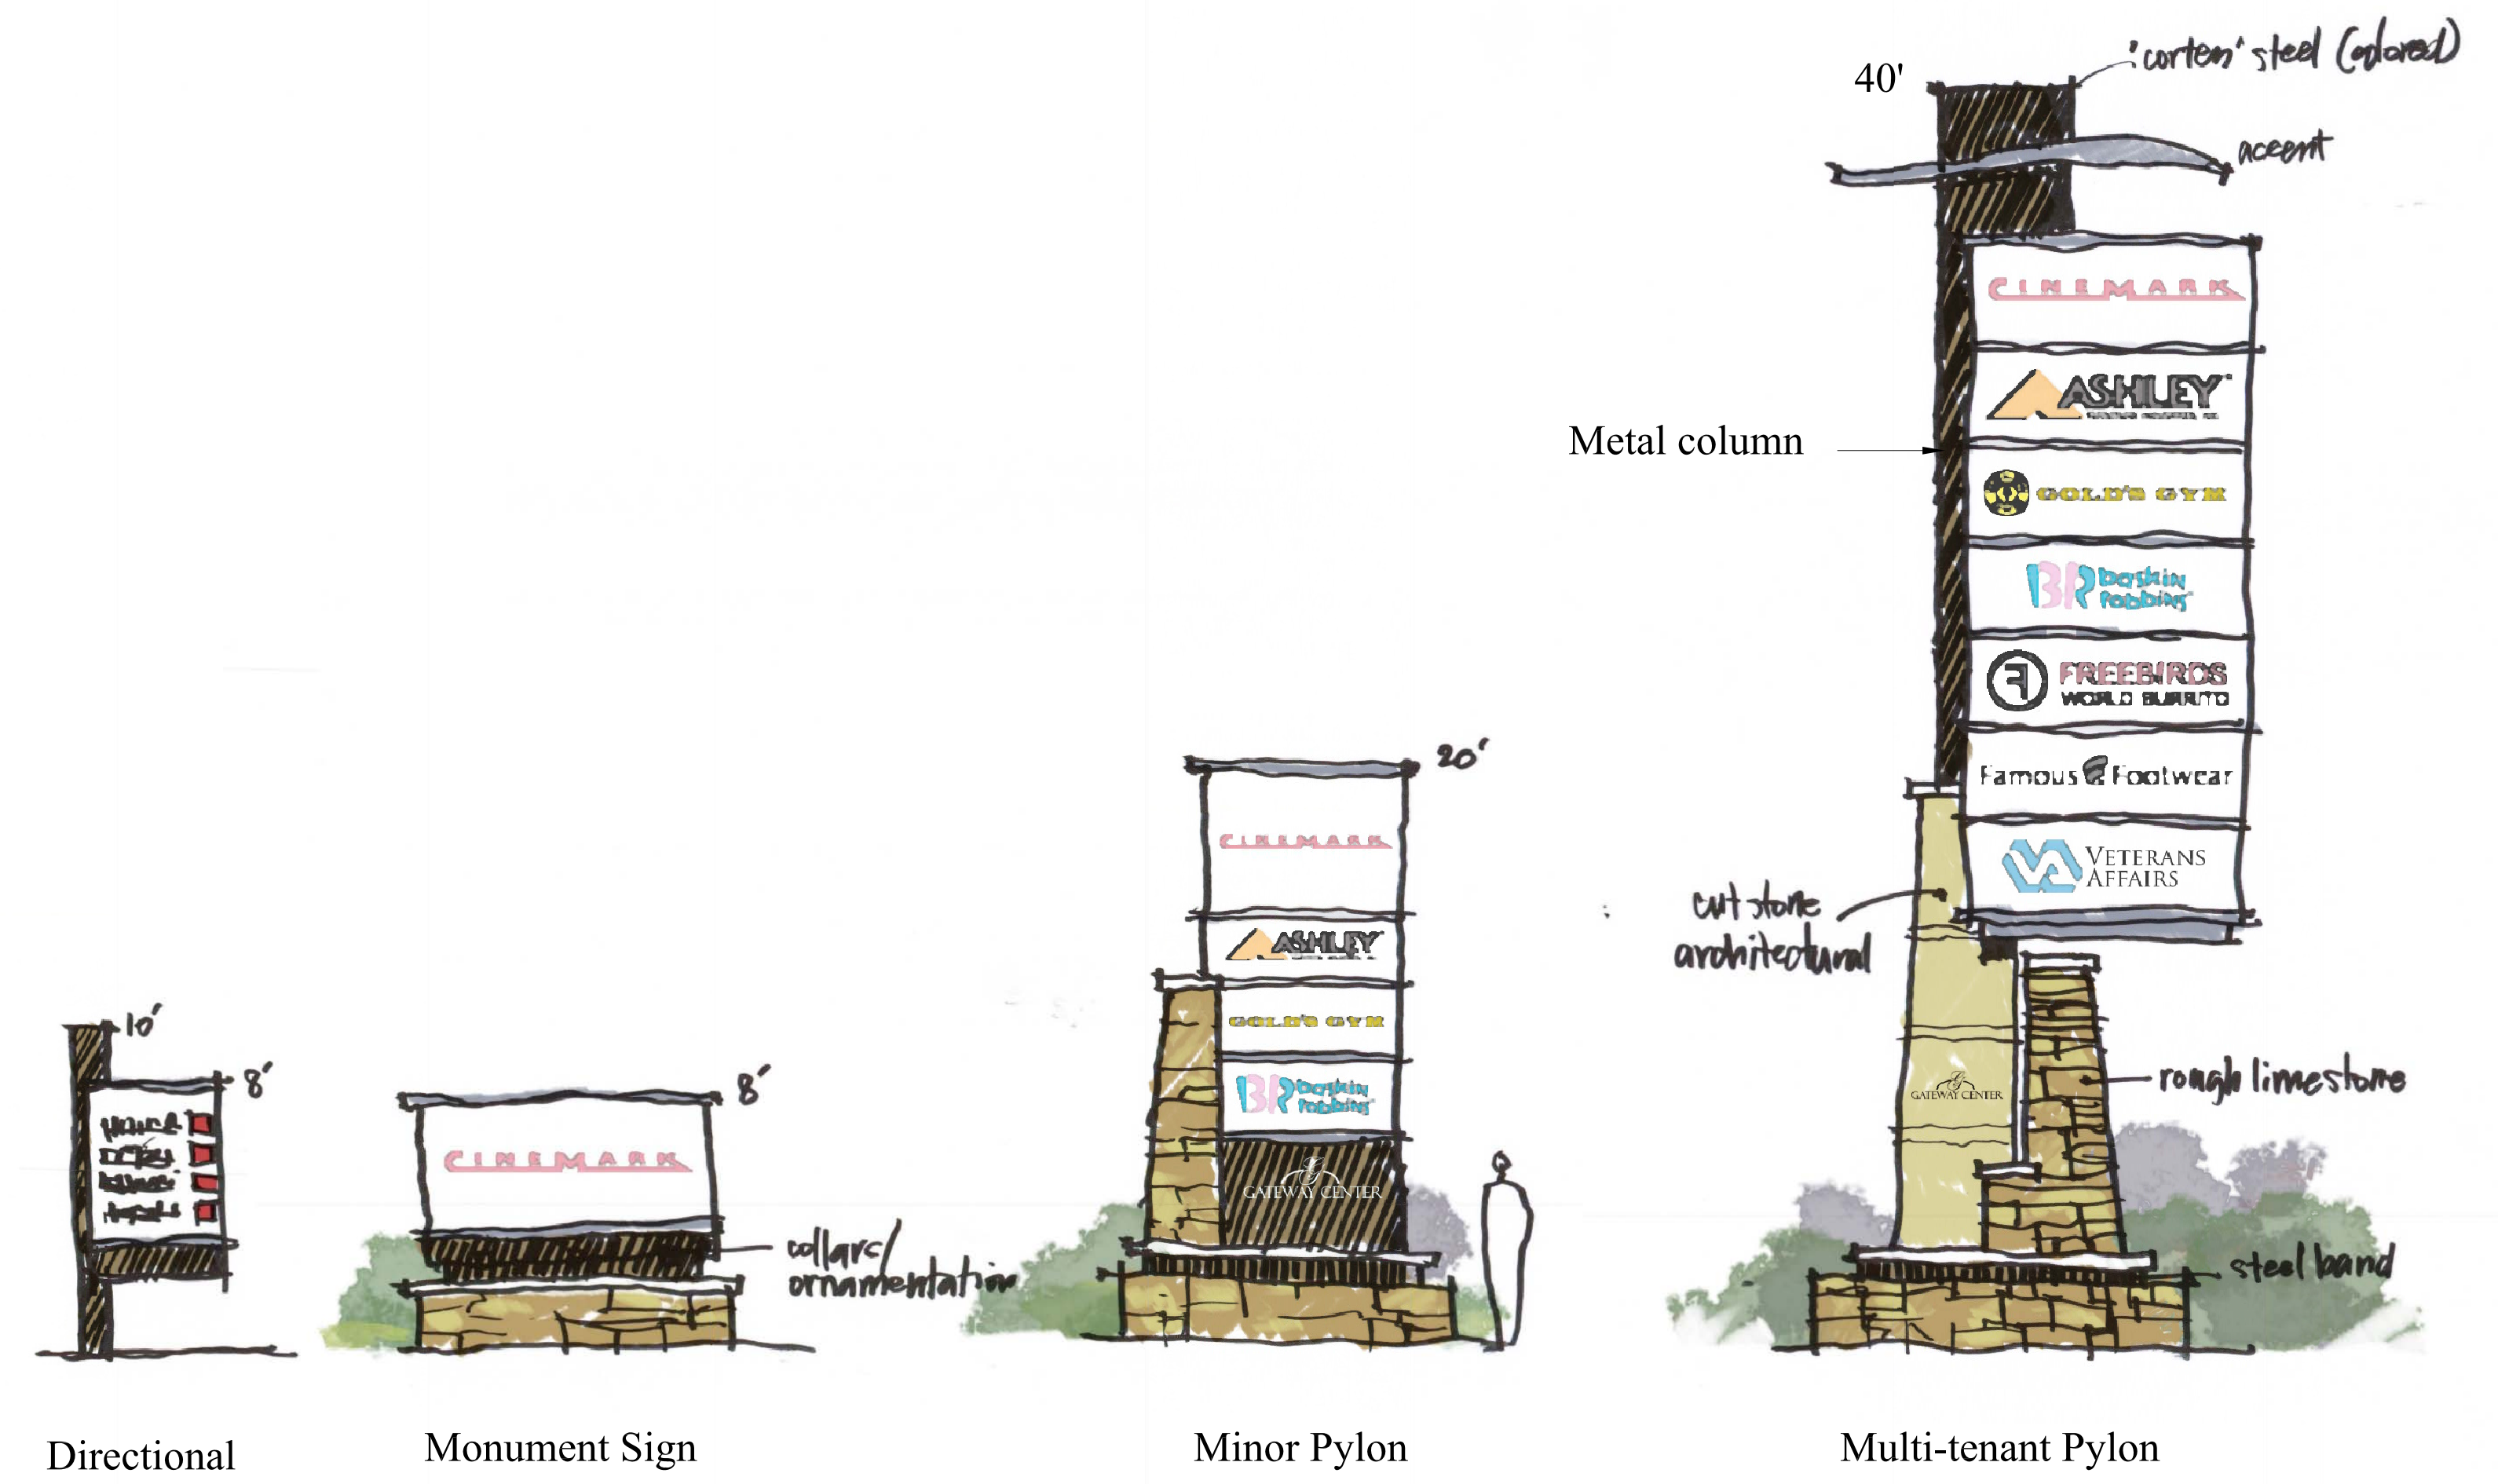 'corten' steel (colored)
40'
accent
CINEMARK
ASHLEY
Metal column
GOLD'S GYM
BR baskin
robbins
FREEBIRDS
WORLD BURRITO
Famous Footwear
VETERANS
AFFAIRS
cut stone
architectural
GATEWAY CENTER
rough limestone
steel band
20'
CINEMARK
ASHLEY
GOLD'S GYM
BR baskin
robbins
GATEWAY CENTER
8'
CINEMARK
collars/
ornamentation
10'
8'
Directional
Monument Sign
Minor Pylon
Multi-tenant Pylon